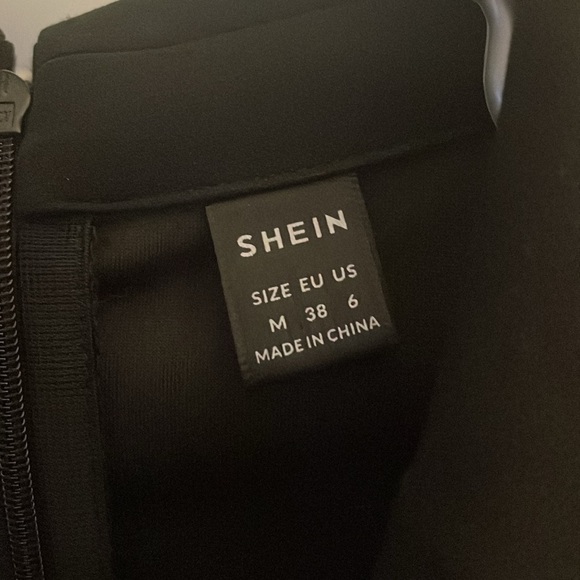 SHEIN
SIZE EU US
M 38 6
MADE IN CHINA